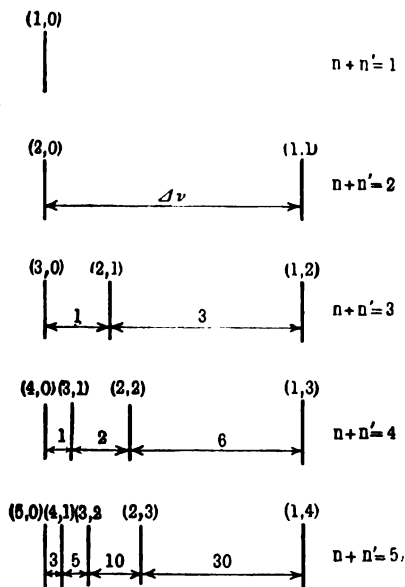 (1,0)
n + n′= 1
(2,0) (1,1)
n + n′= 2
Δν
(3,0) (2,1) (1,2)
n + n′= 3
1 3
(4,0) (3,1) (2,2) (1,3)
n + n′= 4
1 2 6
(5,0) (4,1) (3,2 (2,3) (1,4)
3 5 10 30
n + n′= 5,